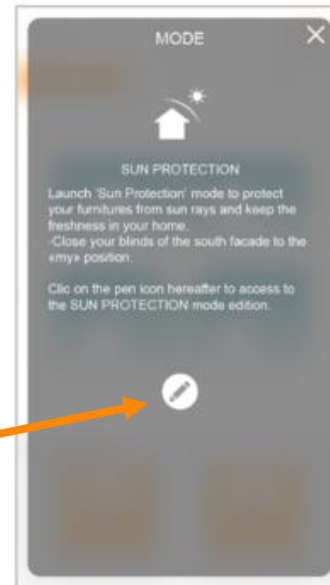 MODE
SUN PROTECTION
Launch 'Sun Protection' mode to protect
your furnitures from sun rays and keep the
freshness in your home.
-Close your blinds of the south facade to the
«my» position.
Clic on the pen icon hereafter to access to
the SUN PROTECTION mode edition.